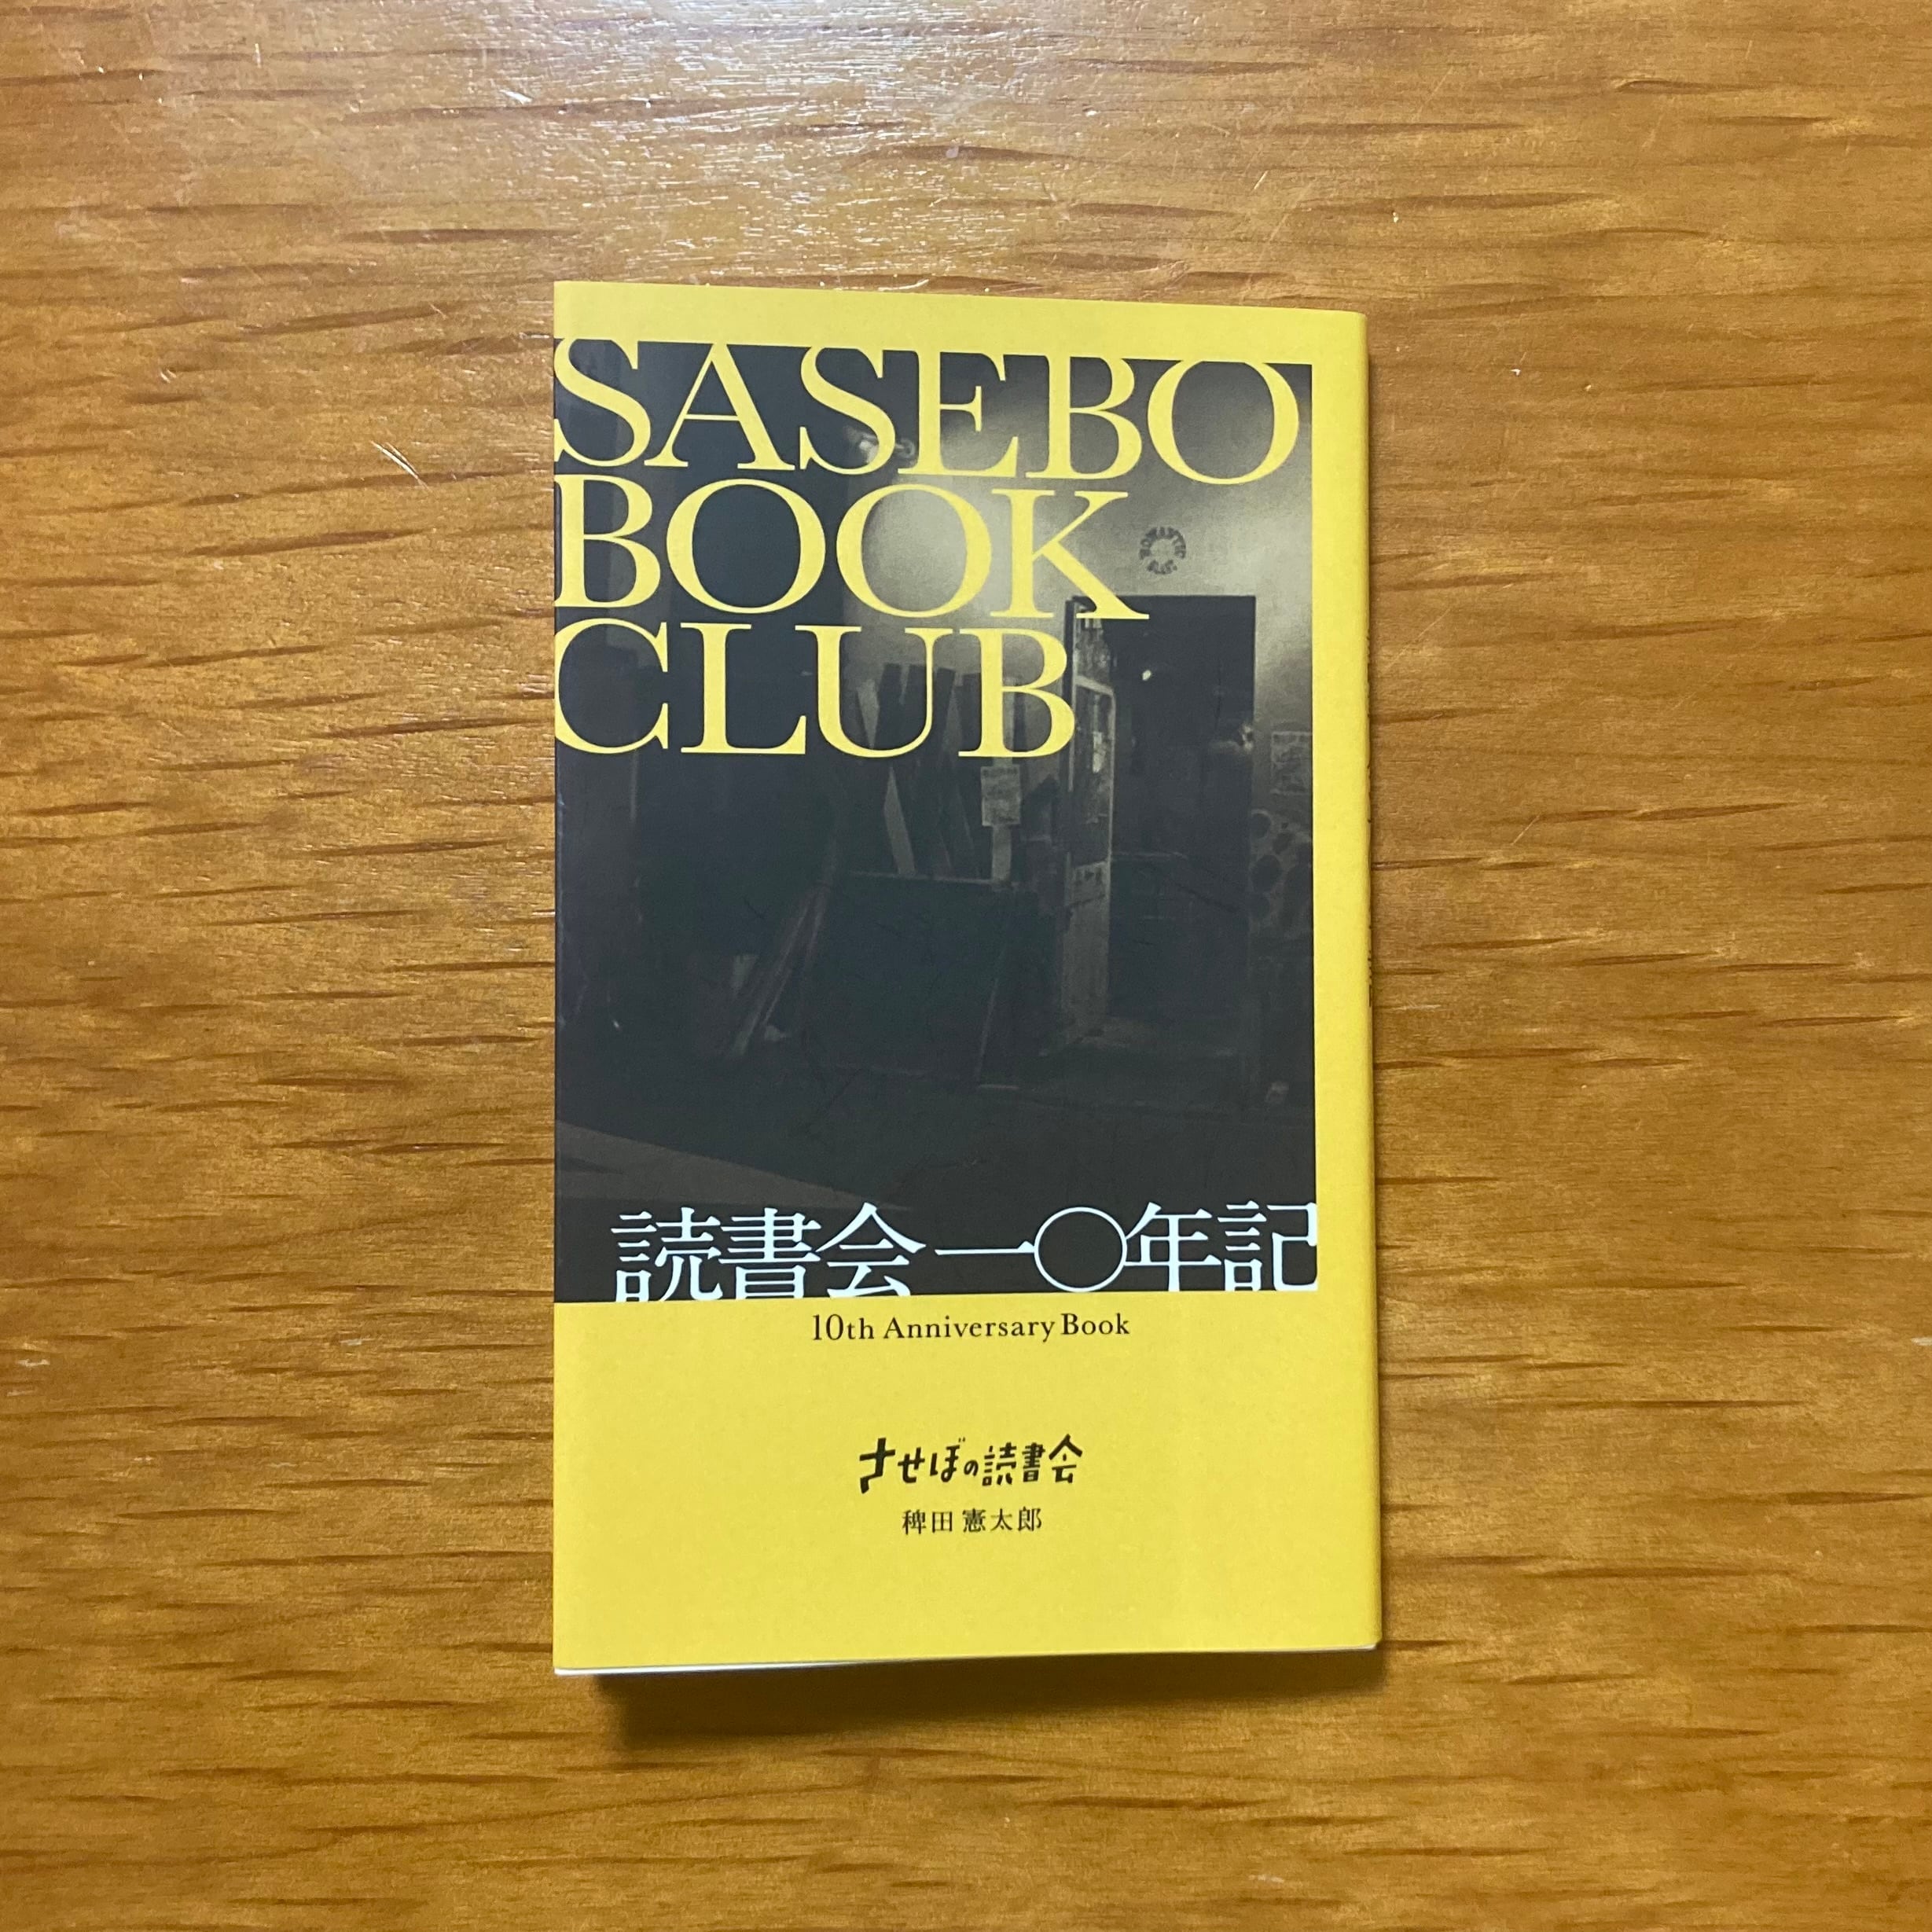 SASEBO
BOOK
CLUB
読書会一〇年記
10th Anniversary Book
させぼの読書会
稗田 憲太郎